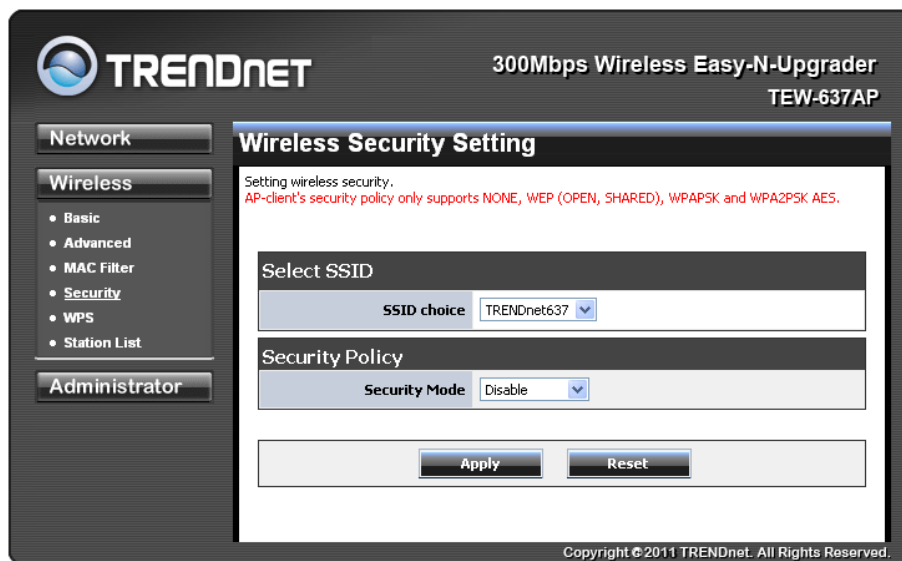 TRENDNET
300Mbps Wireless Easy-N-Upgrader
TEW-637AP
Network
Wireless
Basic
Advanced
MAC Filter
Security
WPS
Station List
Administrator
Wireless Security Setting
Setting wireless security.
AP-client's security policy only supports NONE, WEP (OPEN, SHARED), WPAPSK and WPA2PSK AES.
Select SSID
SSID choice TRENDnet637
Security Policy
Security Mode Disable
Apply Reset
Copyright © 2011 TRENDnet. All Rights Reserved.